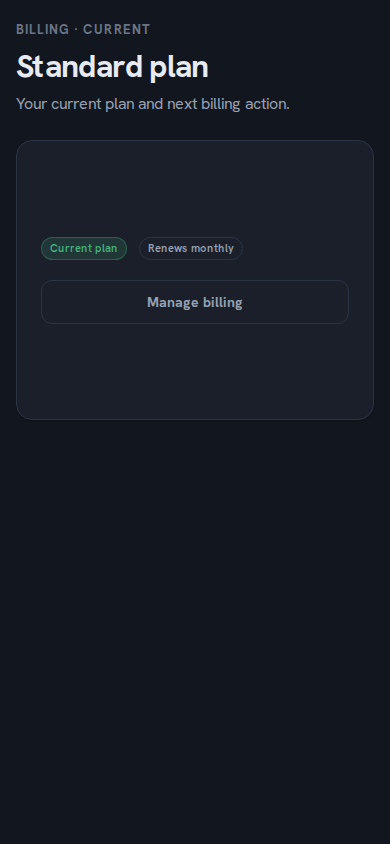 BILLING · CURRENT
Standard plan
Your current plan and next billing action.
Current plan
Renews monthly
Manage billing